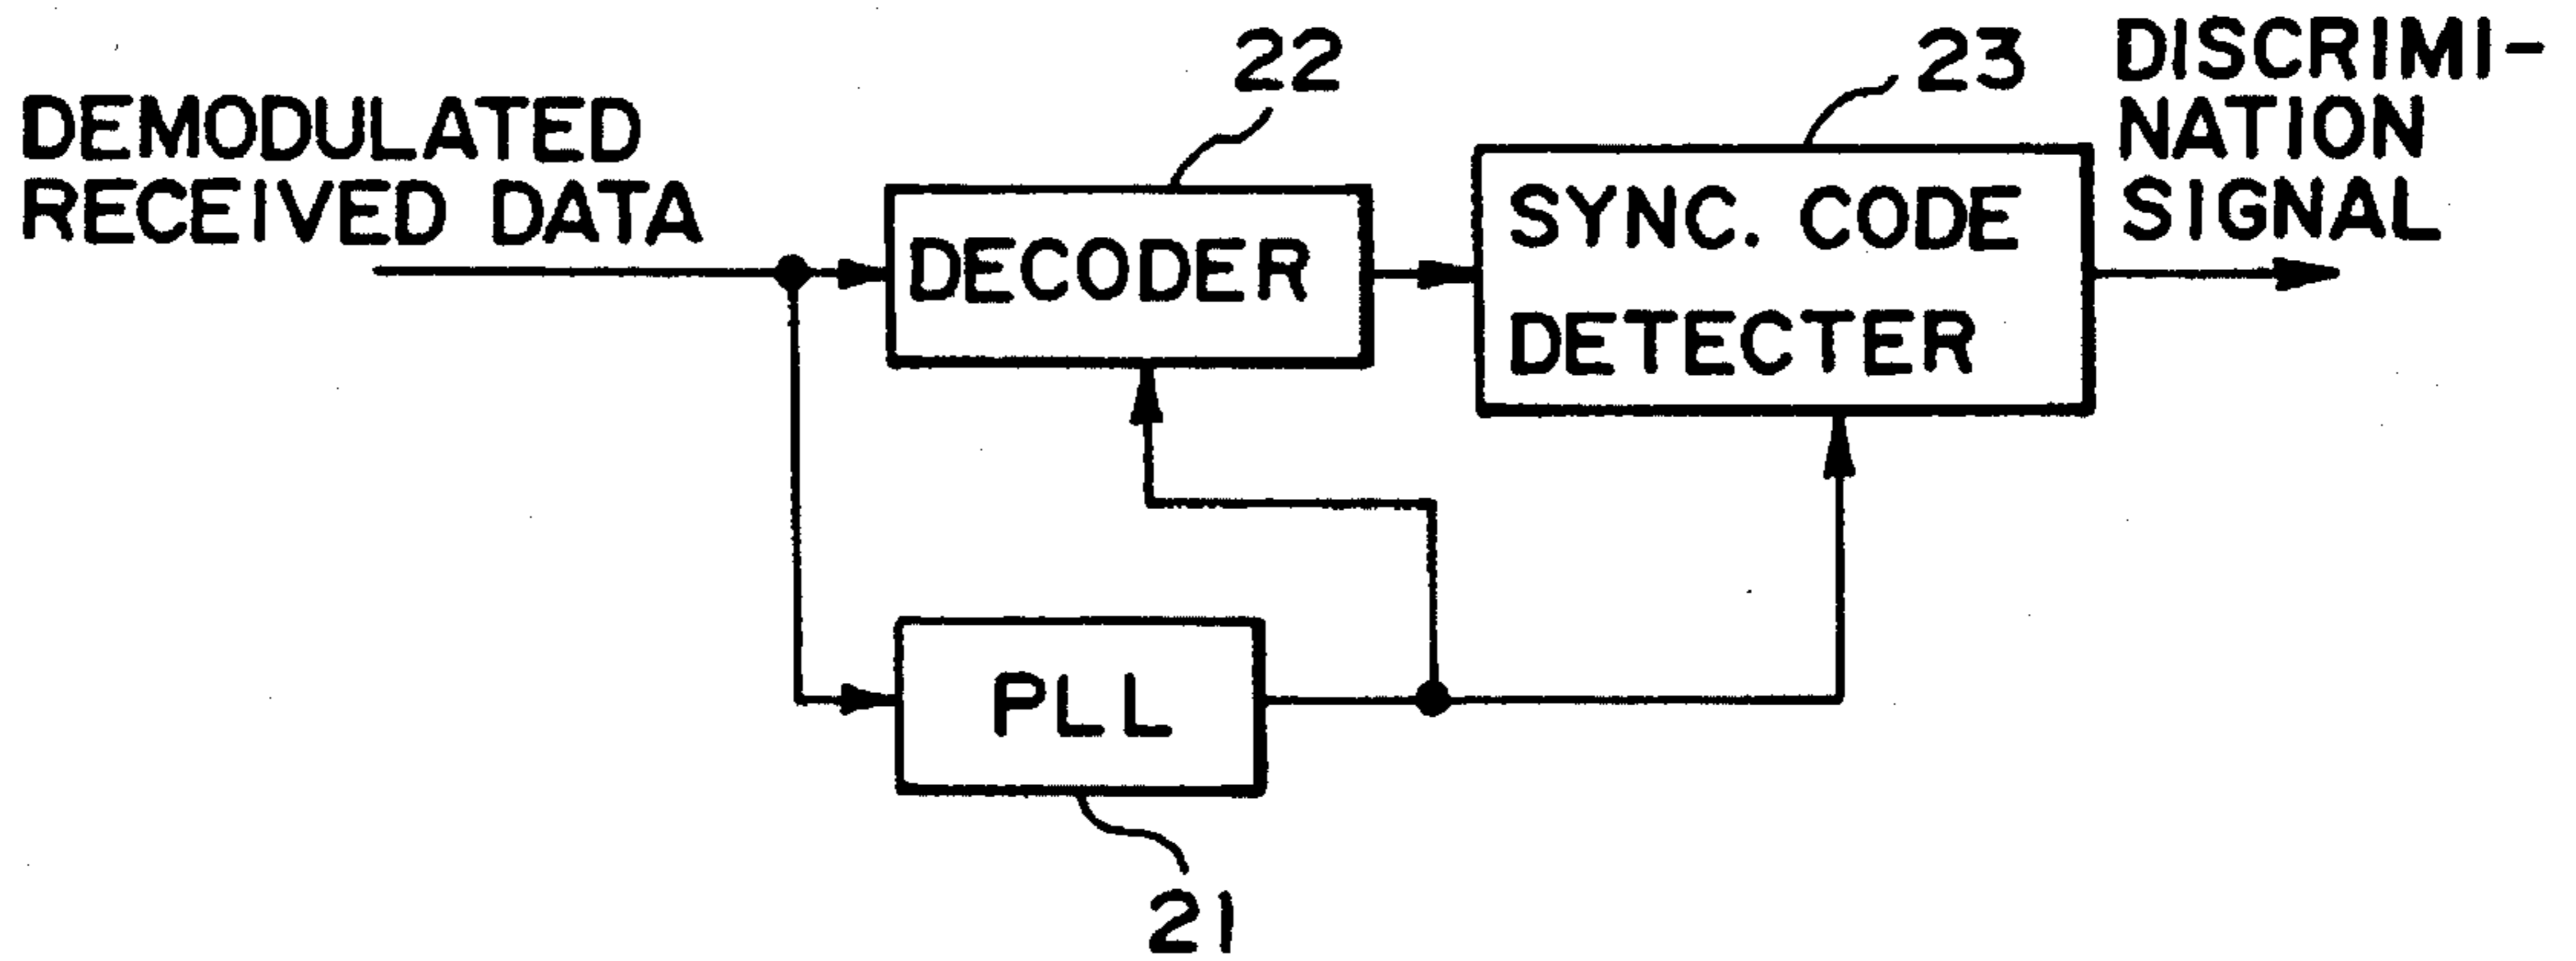 DEMODULATED
RECEIVED DATA
22
DECODER
23
SYNC. CODE
DETECTER
DISCRIMI-
NATION
SIGNAL
PLL
21